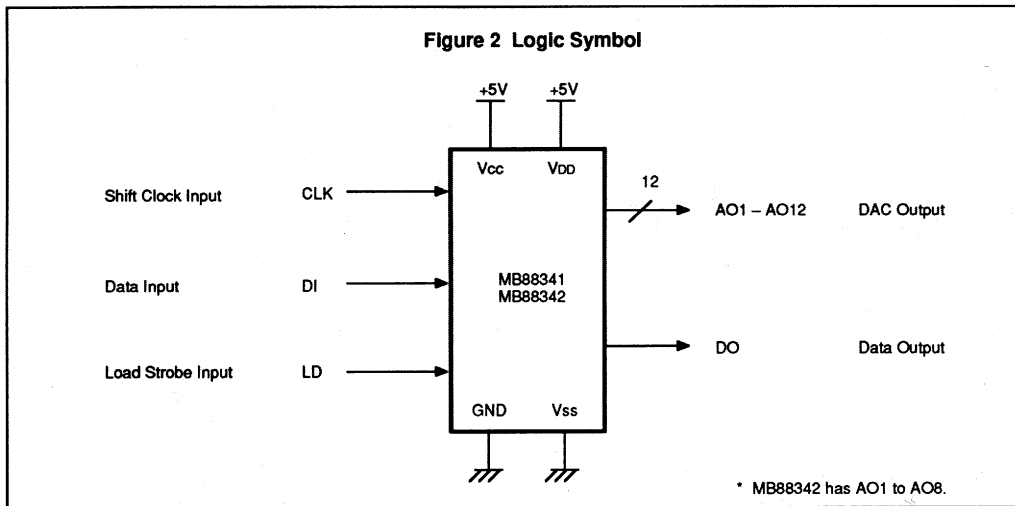 Figure 2 Logic Symbol
+5V +5V
Vcc VDD
Shift Clock Input CLK
12
AO1 – AO12 DAC Output
Data Input DI
MB88341
MB88342
DO Data Output
Load Strobe Input LD
GND Vss
* MB88342 has AO1 to AO8.